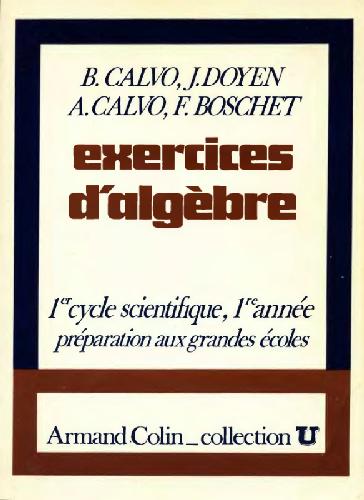 B. CALVO, J. DOYEN
A. CALVO, F. BOSCHET
exercices
d'algèbre
1er cycle scientifique, 1re année
préparation aux grandes écoles
Armand Colin _ collection U